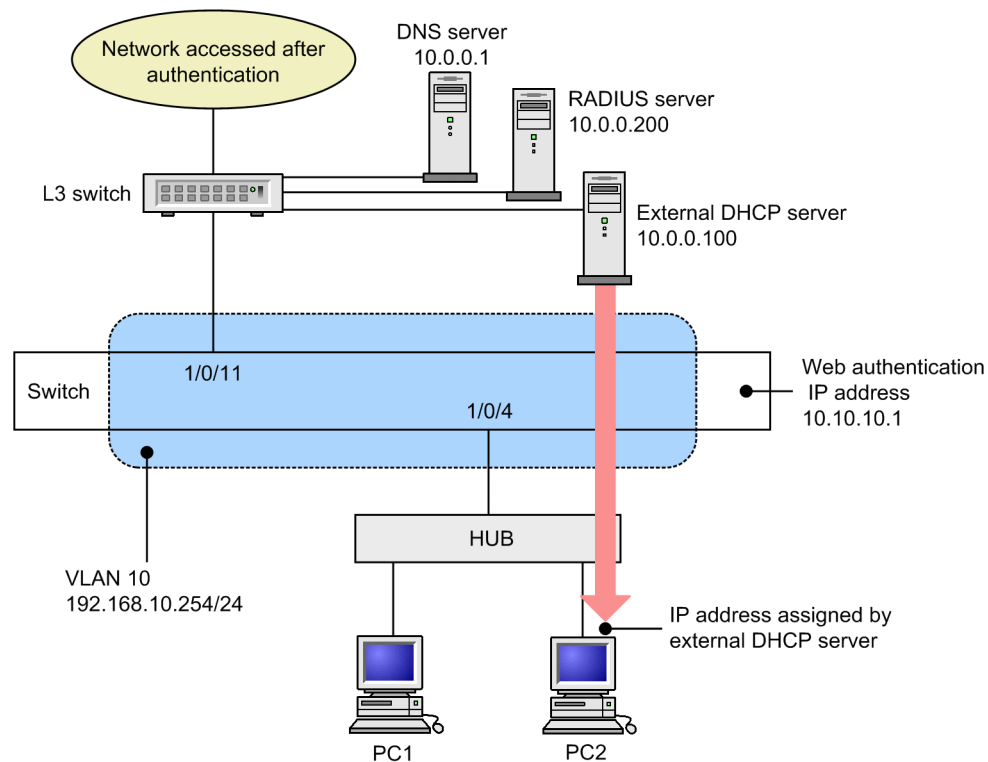 Network accessed after
authentication
DNS server
10.0.0.1
RADIUS server
10.0.0.200
L3 switch
External DHCP server
10.0.0.100
1/0/11
Switch
1/0/4
Web authentication
IP address
10.10.10.1
HUB
VLAN 10
192.168.10.254/24
IP address assigned by
external DHCP server
PC1
PC2